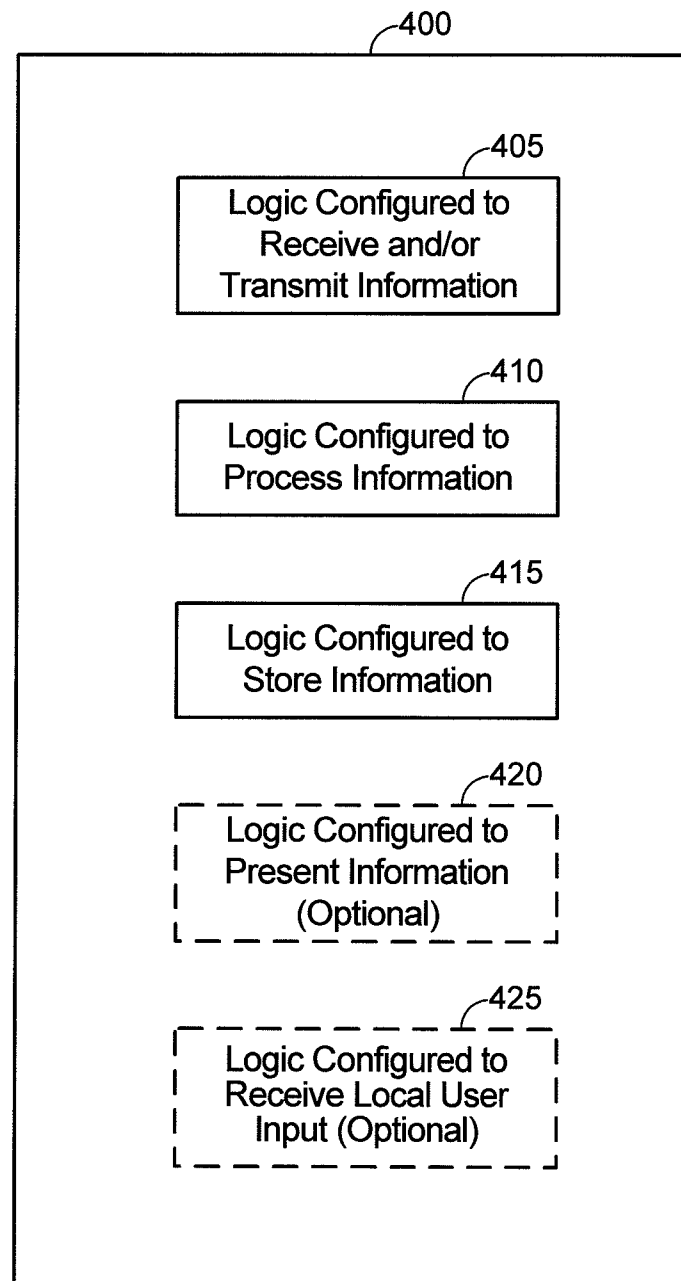 400
405
Logic Configured to
Receive and/or
Transmit Information
410
Logic Configured to
Process Information
415
Logic Configured to
Store Information
420
Logic Configured to
Present Information
(Optional)
425
Logic Configured to
Receive Local User
Input (Optional)